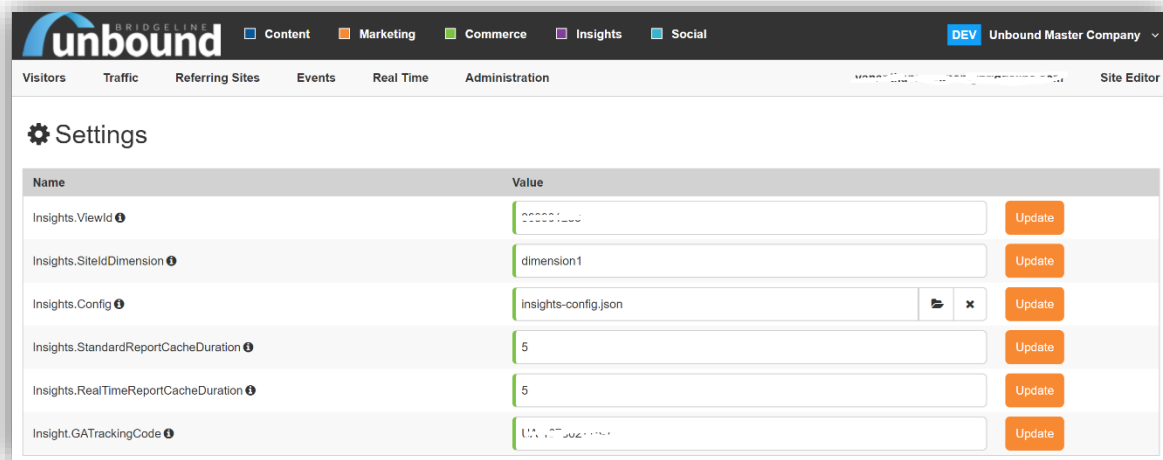 BRIDGELINE
unbound
Content Marketing Commerce Insights Social DEV Unbound Master Company
Visitors Traffic Referring Sites Events Real Time Administration Site Editor
Settings
Name Value
Insights.ViewId Update
Insights.SiteIdDimension dimension1 Update
Insights.Config insights-config.json Update
Insights.StandardReportCacheDuration 5 Update
Insights.RealTimeReportCacheDuration 5 Update
Insight.GATrackingCode Update